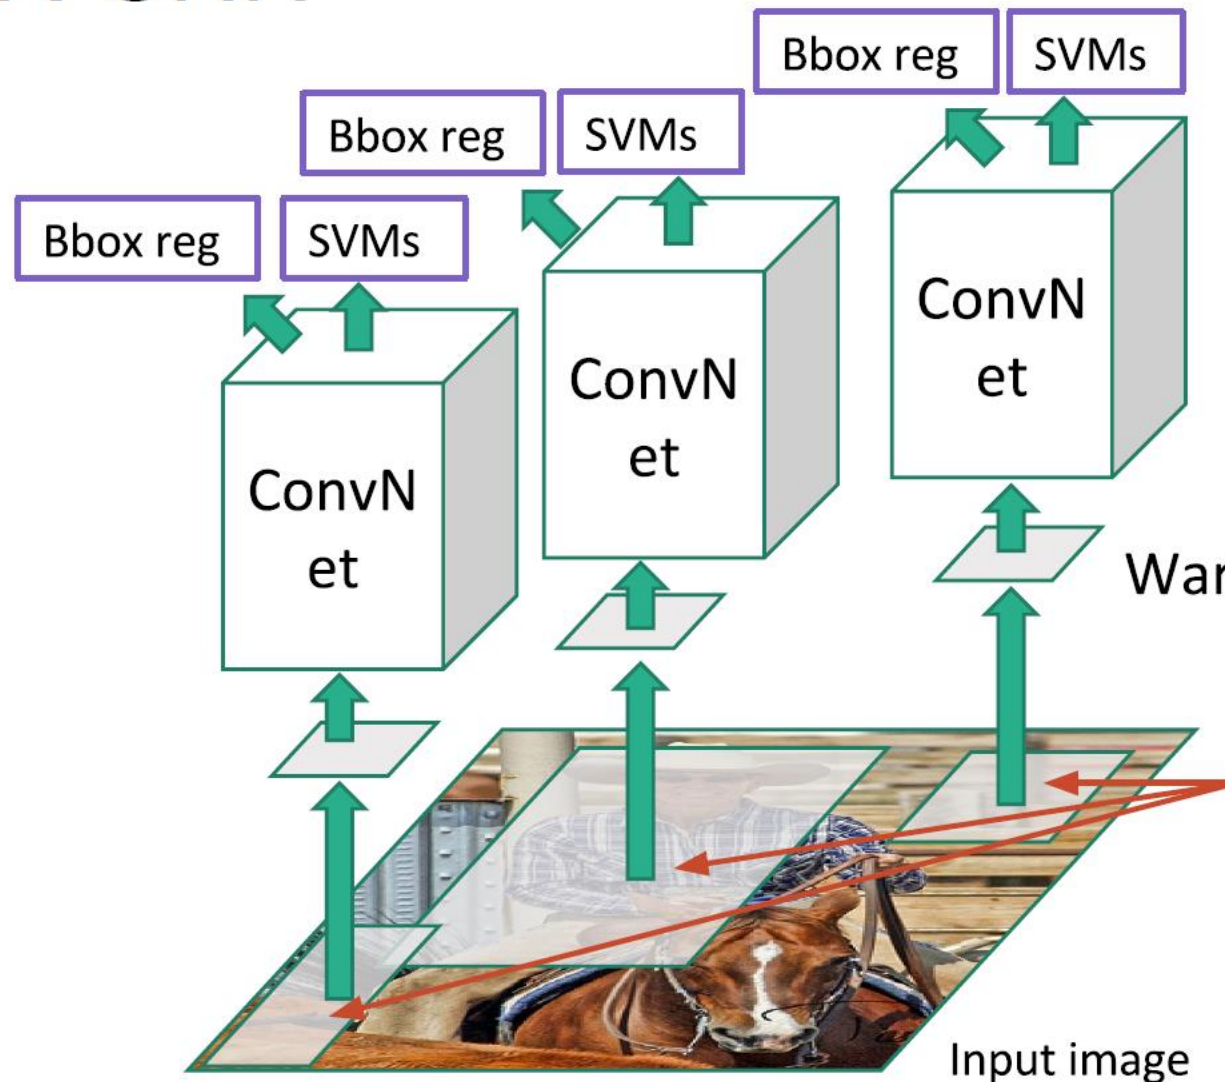 Bbox reg SVMs
Bbox reg SVMs
Bbox reg SVMs
ConvN
et
ConvN
et
ConvN
et
Input image